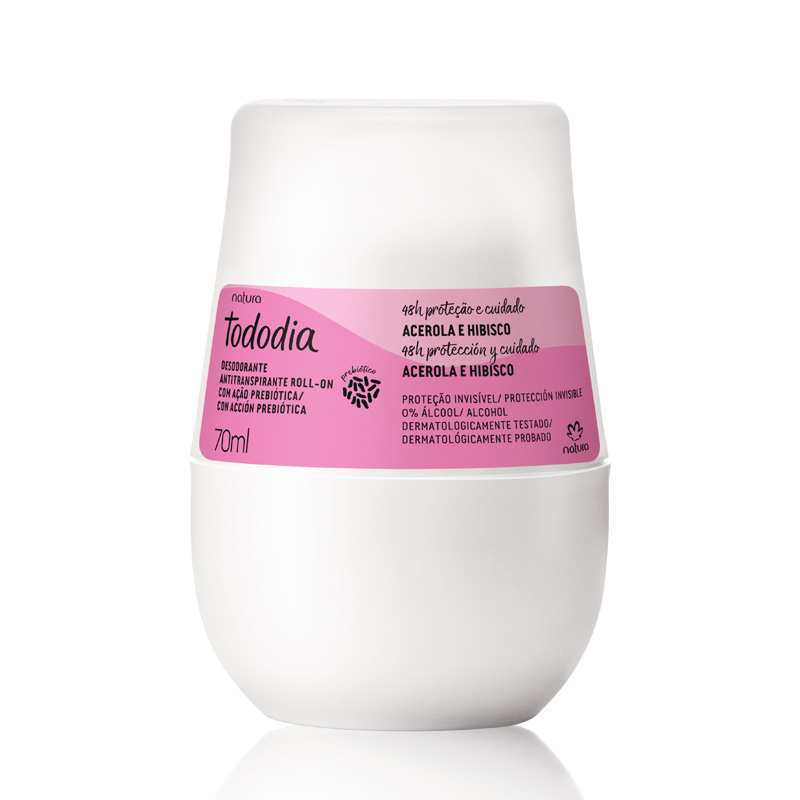 natura
tododia
DESODORANTE
ANTITRANSPIRANTE ROLL-ON
COM AÇÃO PREBIÓTICA/
CON ACCIÓN PREBIÓTICA
70ml
prebiótico
48h proteção e cuidado
ACEROLA E HIBISCO
48h protección y cuidado
ACEROLA E HIBISCO
PROTEÇÃO INVISÍVEL/ PROTECCIÓN INVISIBLE
0% ÁLCOOL/ ALCOHOL
DERMATOLOGICAMENTE TESTADO/
DERMATOLÓGICAMENTE PROBADO
natura